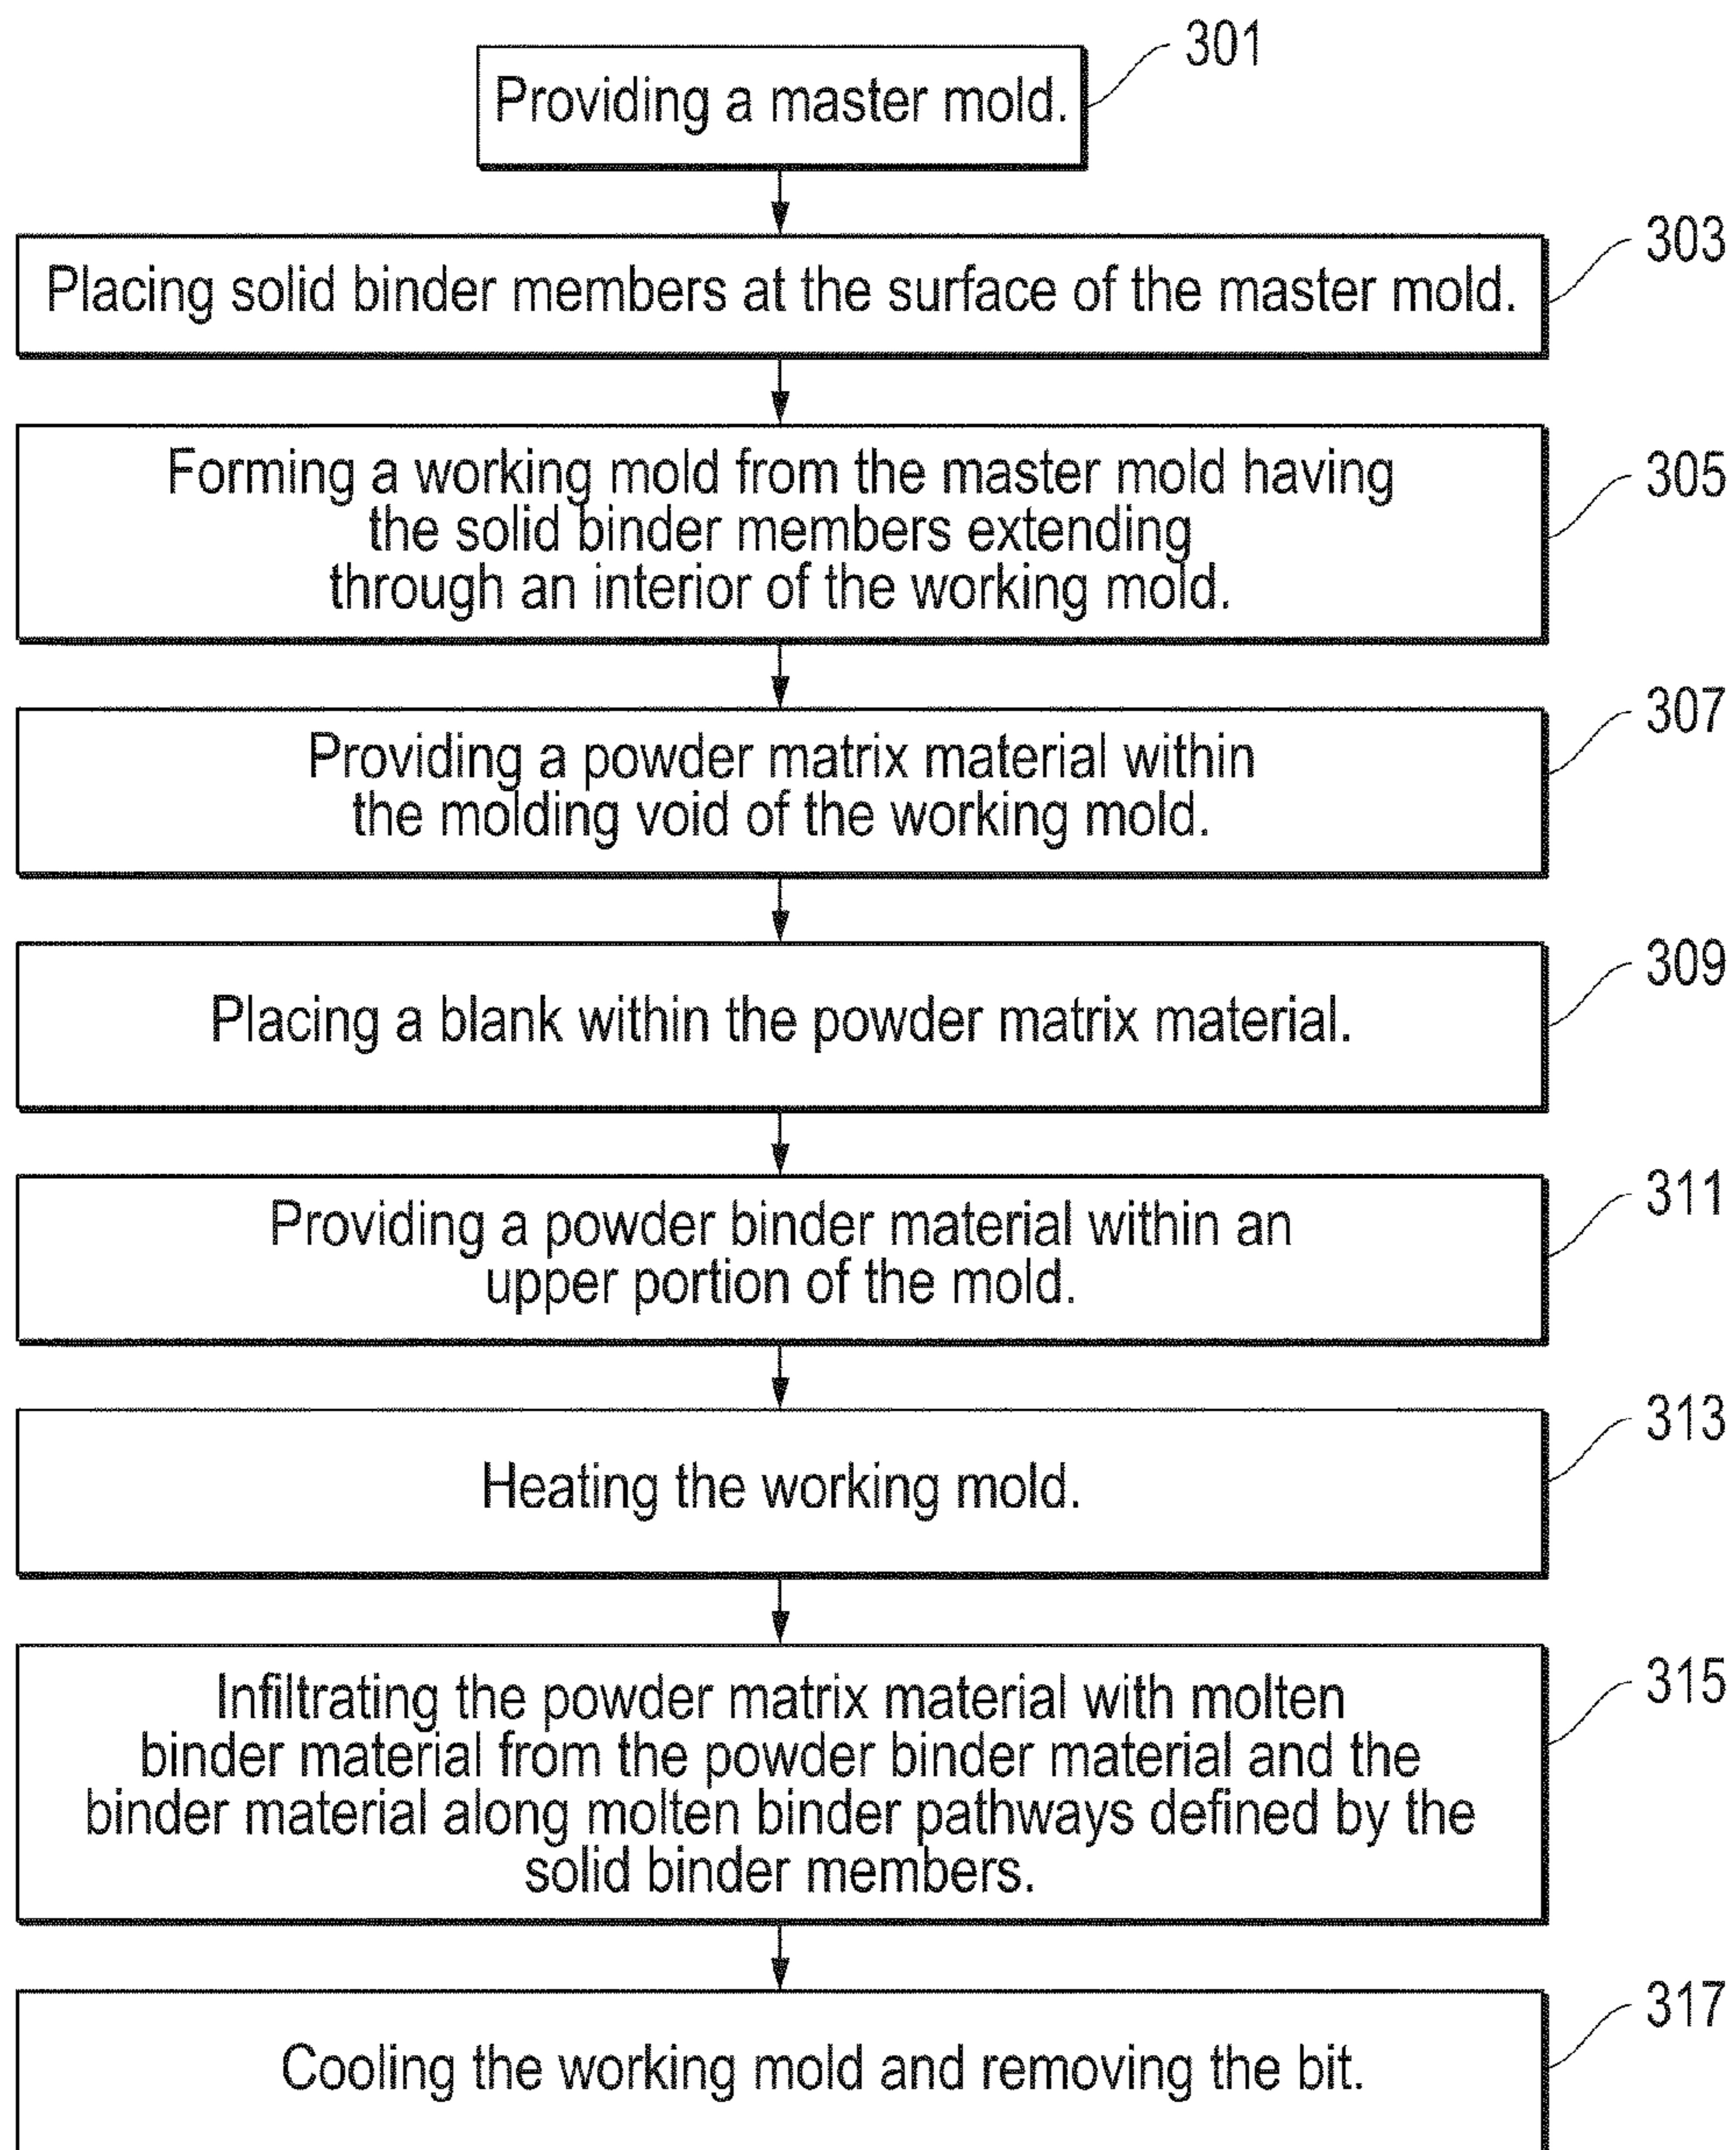 301
Providing a master mold.
303
Placing solid binder members at the surface of the master mold.
305
Forming a working mold from the master mold having
the solid binder members extending
through an interior of the working mold.
307
Providing a powder matrix material within
the molding void of the working mold.
309
Placing a blank within the powder matrix material.
311
Providing a powder binder material within an
upper portion of the mold.
313
Heating the working mold.
315
Infiltrating the powder matrix material with molten
binder material from the powder binder material and the
binder material along molten binder pathways defined by the
solid binder members.
317
Cooling the working mold and removing the bit.